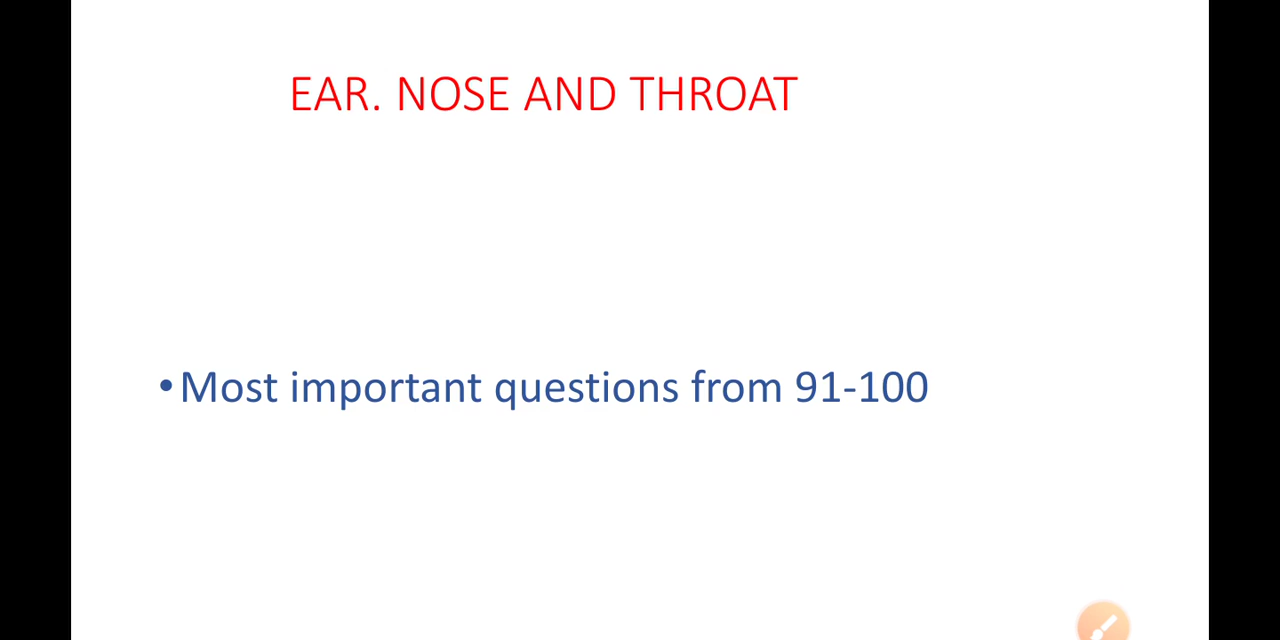 EAR. NOSE AND THROAT
•Most important questions from 91-100